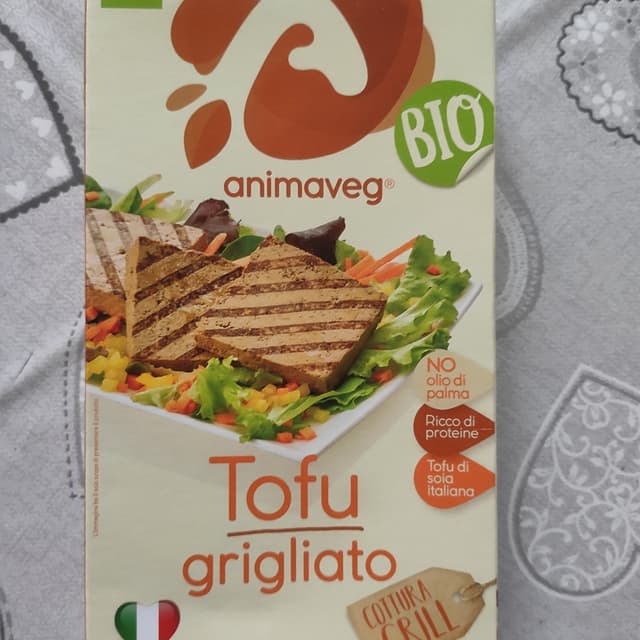 BIO
animaveg®
NO
olio di
palma
Ricco di
proteine
Tofu di
soia
italiana
Tofu
grigliato
COTTURA
GRILL